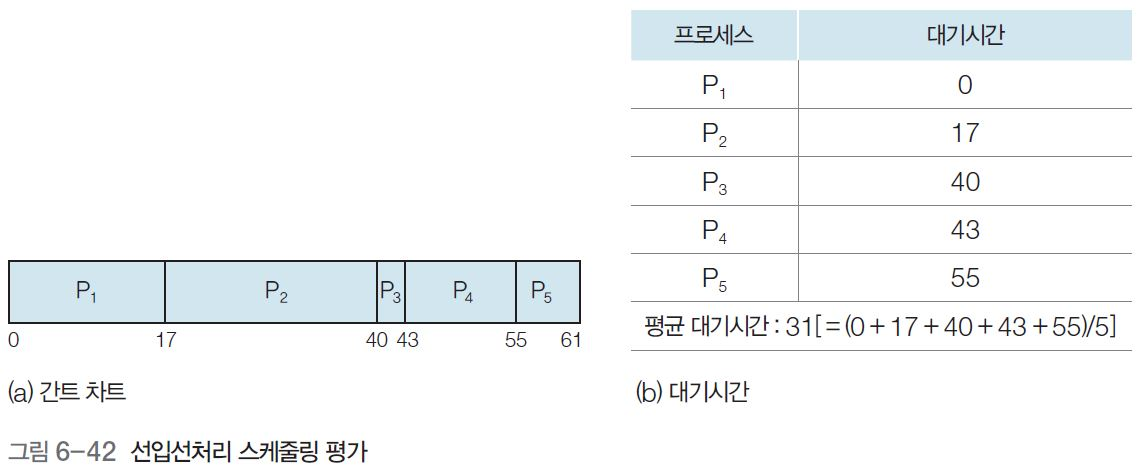 P₁ P₂ P₃ P₄ P₅
0 17 40 43 55 61
(a) 간트 차트
프로세스 대기시간
P₁ 0
P₂ 17
P₃ 40
P₄ 43
P₅ 55
평균 대기시간 : 31[ = (0 + 17 + 40 + 43 + 55)/5]
(b) 대기시간
그림 6-42 선입선처리 스케줄링 평가